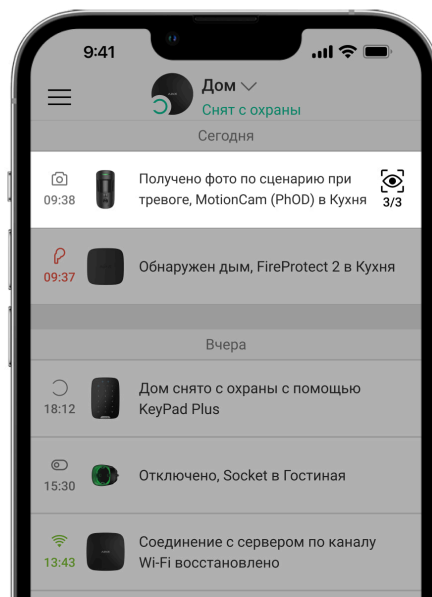 9:41
Дом
Снят с охраны
Сегодня
Получено фото по сценарию при
тревоге, MotionCam (PhOD) в Кухня
09:38
3/3
Обнаружен дым, FireProtect 2 в Кухня
09:37
Вчера
Дом снято с охраны с помощью
KeyPad Plus
18:12
Отключено, Socket в Гостиная
15:30
Соединение с сервером по каналу
Wi-Fi восстановлено
13:43